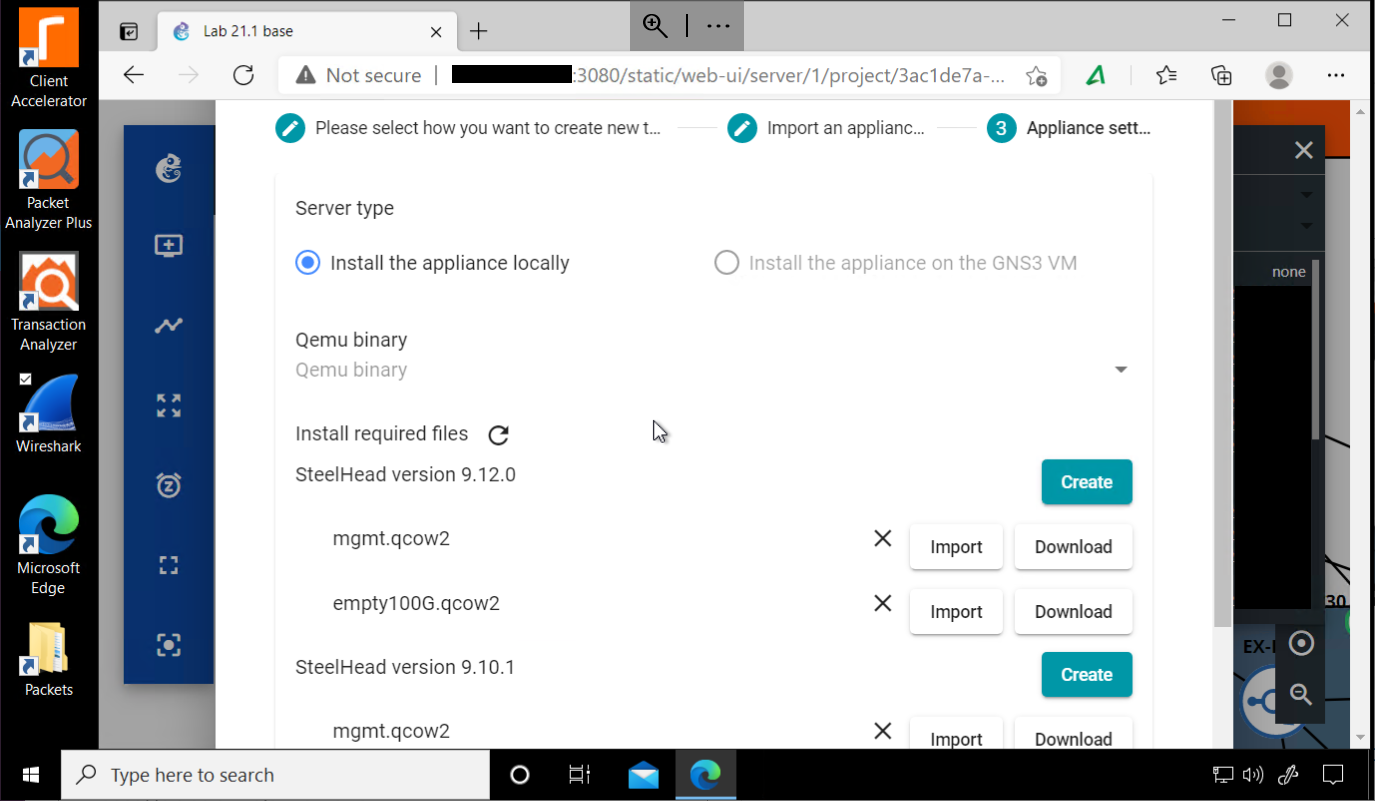 Client
Accelerator
Packet
Analyzer Plus
Transaction
Analyzer
Wireshark
Microsoft
Edge
Packets
Lab 21.1 base
Not secure
:3080/static/web-ui/server/1/project/3ac1de7a-...
Please select how you want to create new t...
Import an applianc...
3
Appliance sett...
Server type
Install the appliance locally
Install the appliance on the GNS3 VM
Qemu binary
Qemu binary
Install required files
SteelHead version 9.12.0
Create
mgmt.qcow2
Import
Download
empty100G.qcow2
Import
Download
SteelHead version 9.10.1
Create
mgmt.qcow2
Import
Download
none
30
Type here to search